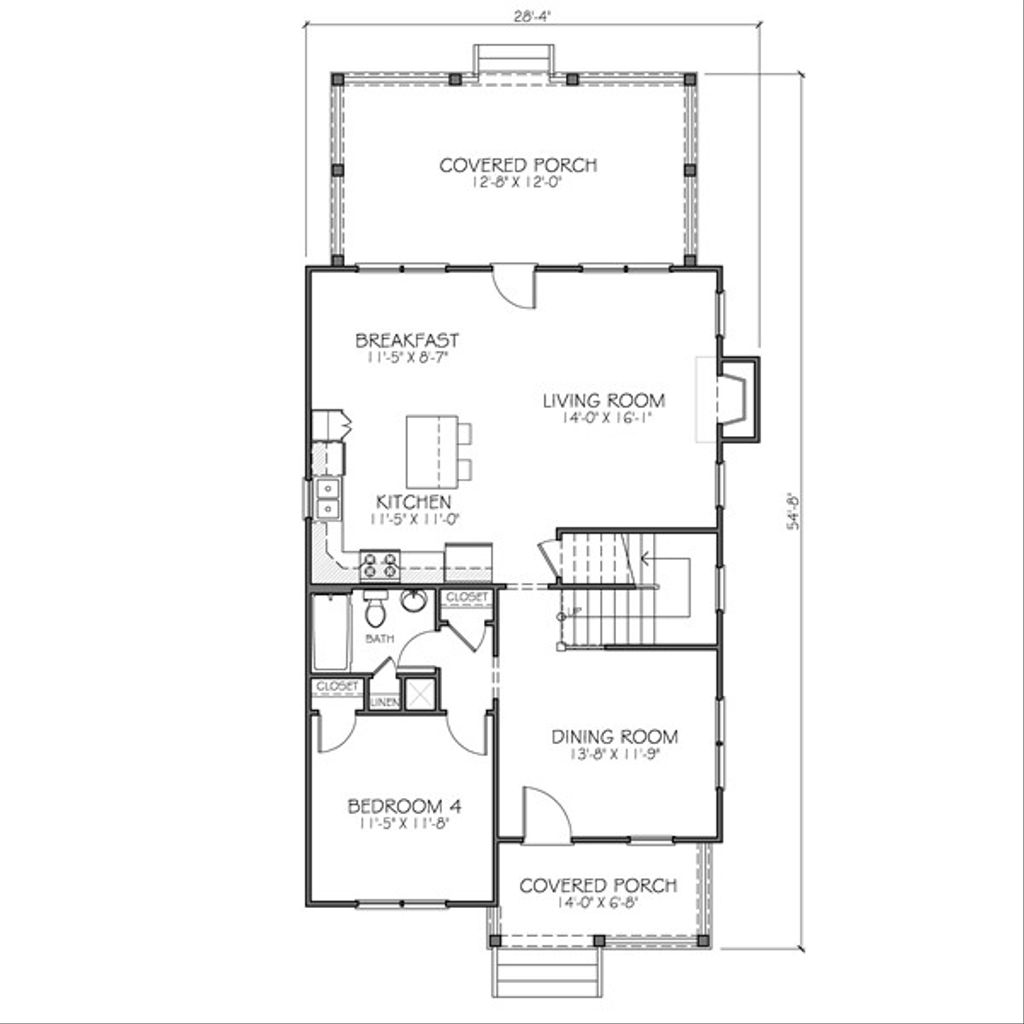 28'-4"
COVERED PORCH
12'-8" X 12'-0"
BREAKFAST
11'-5" X 8'-7"
LIVING ROOM
14'-0" X 16'-1"
KITCHEN
11'-5" X 11'-0"
54'-8"
CLOSET
UP
BATH
CLOSET
LINEN
DINING ROOM
13'-8" X 11'-9"
BEDROOM 4
11'-5" X 11'-8"
COVERED PORCH
14'-0" X 6'-8"